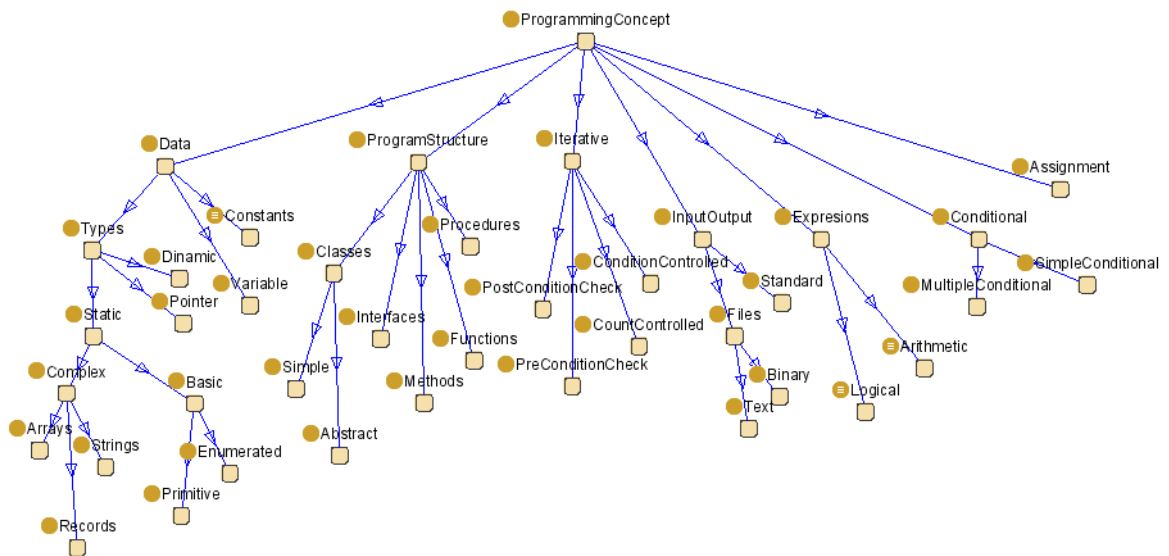 ProgrammingConcept
Data
ProgramStructure
Iterative
Assignment
Constants
Procedures
InputOutput
Expresions
Conditional
Types
Classes
Dinamic
ConditionControlled
SimpleConditional
Pointer
Variable
PostConditionCheck
Standard
MultipleConditional
Static
Interfaces
CountControlled
Files
Functions
Arithmetic
Complex
Basic
Simple
Methods
PreConditionCheck
Binary
Logical
Text
Arrays
Strings
Enumerated
Abstract
Primitive
Records